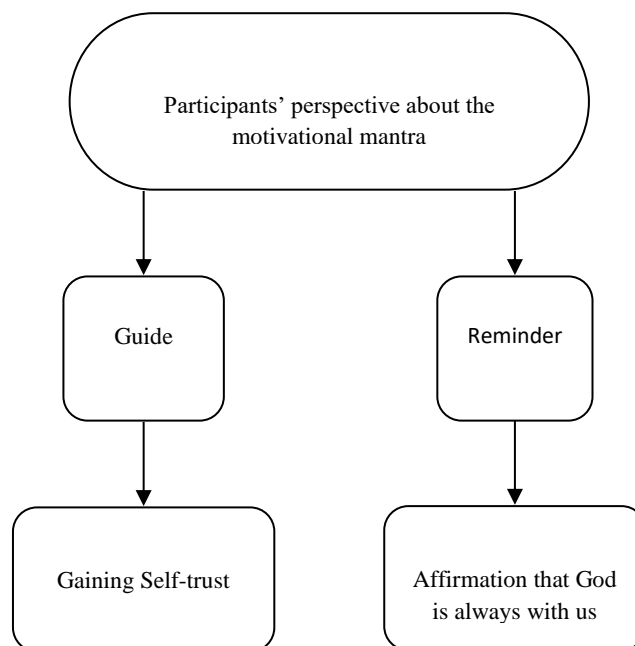 Participants’ perspective about the
motivational mantra
Guide
Reminder
Gaining Self-trust
Affirmation that God
is always with us